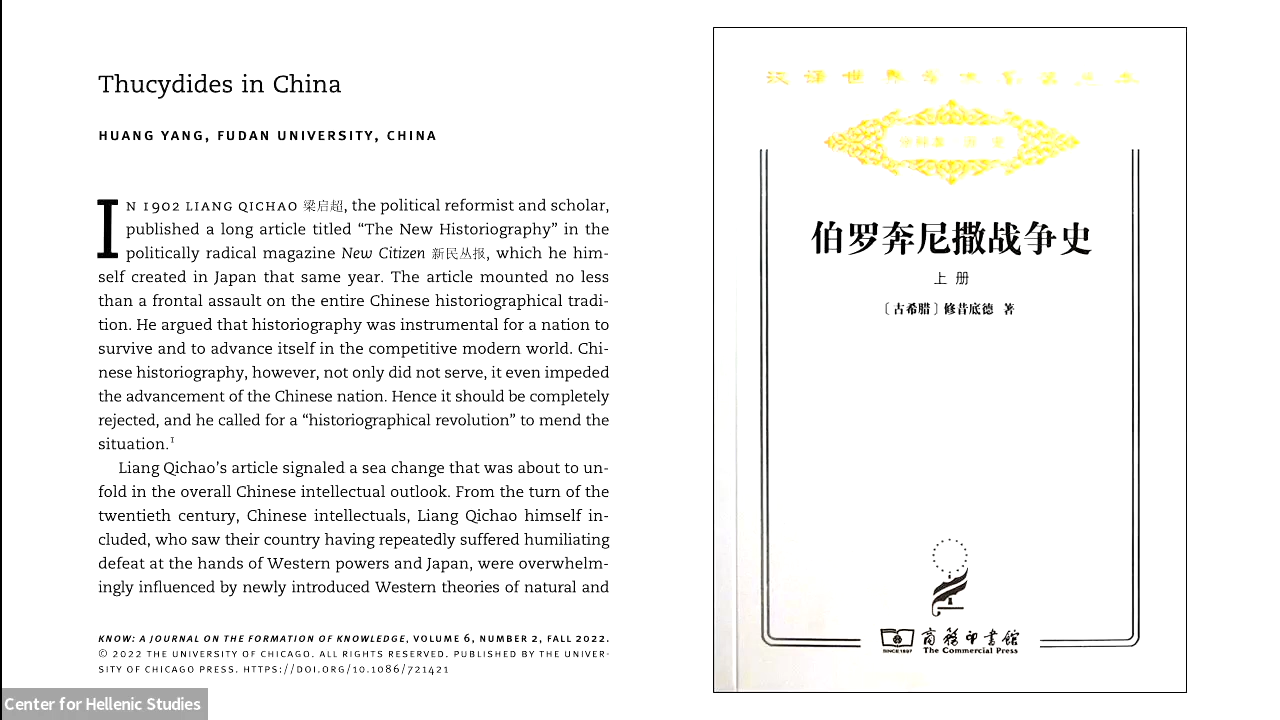 Thucydides in China
HUANG YANG, FUDAN UNIVERSITY, CHINA
IN 1902 LIANG QICHAO 梁启超, the political reformist and scholar,
published a long article titled “The New Historiography” in the
politically radical magazine New Citizen 新民丛报, which he him-
self created in Japan that same year. The article mounted no less
than a frontal assault on the entire Chinese historiographical tradi-
tion. He argued that historiography was instrumental for a nation to
survive and to advance itself in the competitive modern world. Chi-
nese historiography, however, not only did not serve, it even impeded
the advancement of the Chinese nation. Hence it should be completely
rejected, and he called for a “historiographical revolution” to mend the
situation.¹
Liang Qichao’s article signaled a sea change that was about to un-
fold in the overall Chinese intellectual outlook. From the turn of the
twentieth century, Chinese intellectuals, Liang Qichao himself in-
cluded, who saw their country having repeatedly suffered humiliating
defeat at the hands of Western powers and Japan, were overwhelm-
ingly influenced by newly introduced Western theories of natural and
KNOW: A JOURNAL ON THE FORMATION OF KNOWLEDGE, VOLUME 6, NUMBER 2, FALL 2022.
© 2022 THE UNIVERSITY OF CHICAGO. ALL RIGHTS RESERVED. PUBLISHED BY THE UNIVER-
SITY OF CHICAGO PRESS. HTTPS://DOI.ORG/10.1086/721421
伯罗奔尼撒战争史
上册
〔古希腊〕修昔底德 著
商务印书馆
SINCE 1897 The Commercial Press
Center for Hellenic Studies